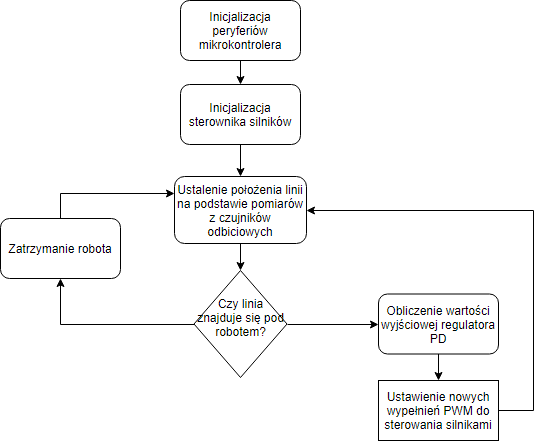 Inicjalizacja
peryferiów
mikrokontrolera
Inicjalizacja
sterownika silników
Ustalenie położenia linii
na podstawie pomiarów
z czujników
odbiciowych
Zatrzymanie robota
Czy linia
znajduje się pod
robotem?
Obliczenie wartości
wyjściowej regulatora
PD
Ustawienie nowych
wypełnień PWM do
sterowania silnikami